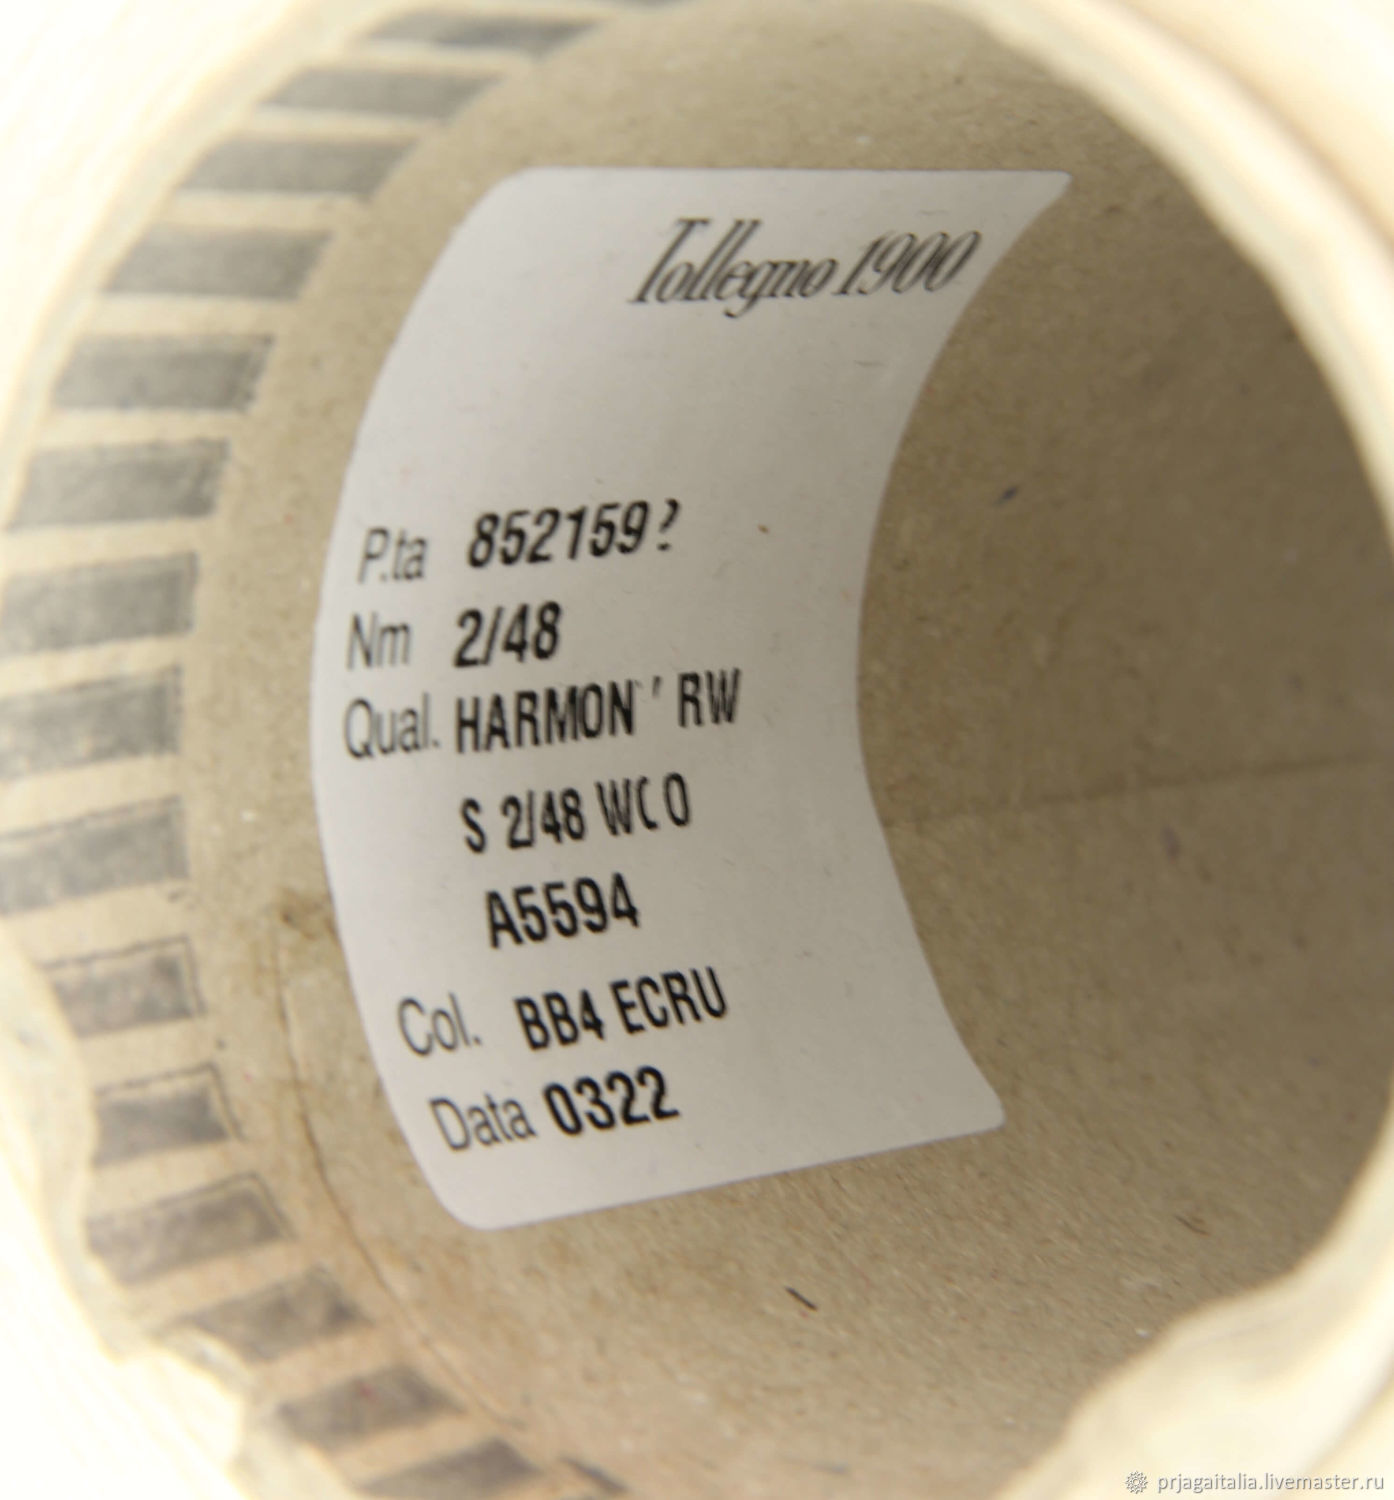 Tollegno 1900
P.ta 852159?
Nm 2/48
Qual. HARMON' RW
S 2/48
A5594
Col. BB4 ECRU
Data 0322
prjagaitalia.livemaster.ru